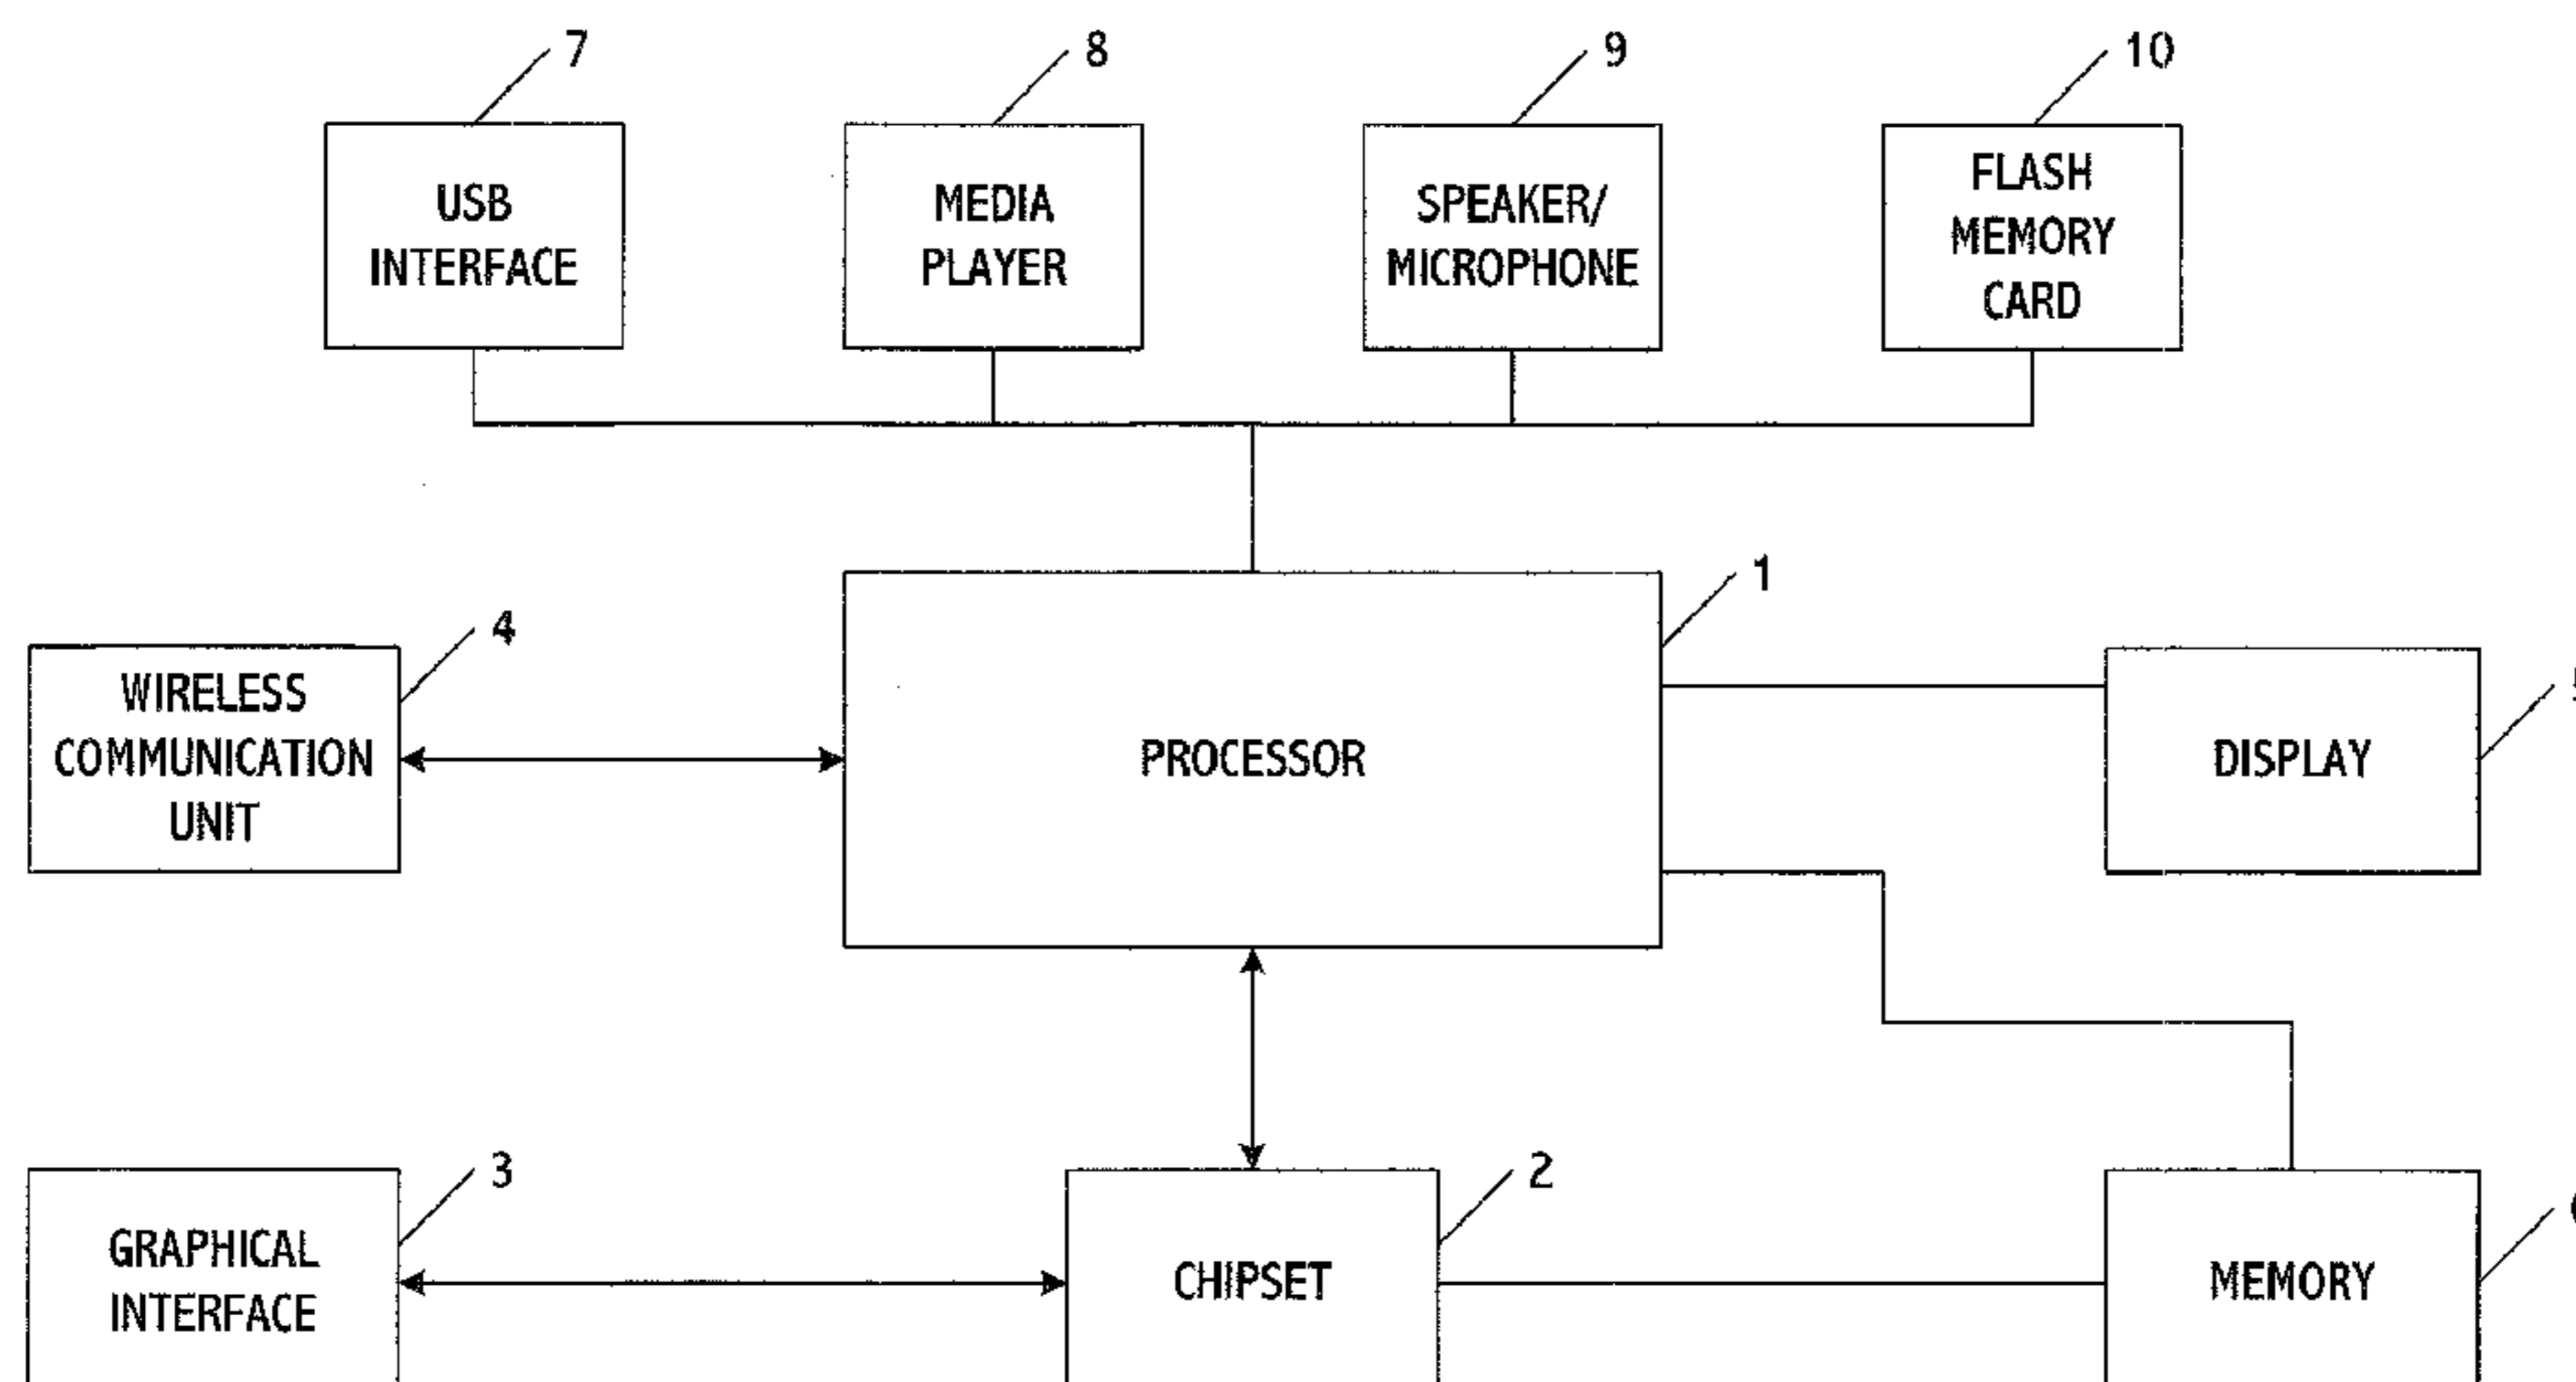 7
8
9
10
USB
INTERFACE
MEDIA
PLAYER
SPEAKER/
MICROPHONE
FLASH
MEMORY
CARD
1
4
WIRELESS
COMMUNICATION
UNIT
PROCESSOR
DISPLAY
3
2
GRAPHICAL
INTERFACE
CHIPSET
MEMORY